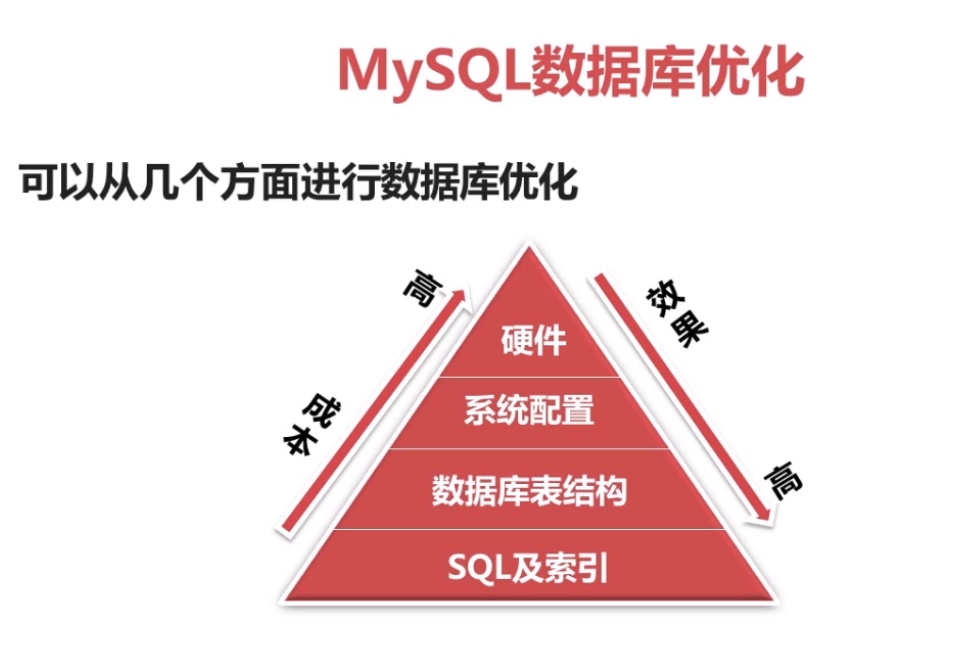 MySQL数据库优化
可以从几个方面进行数据库优化
高
成本
硬件
系统配置
数据库表结构
SQL及索引
效果
高